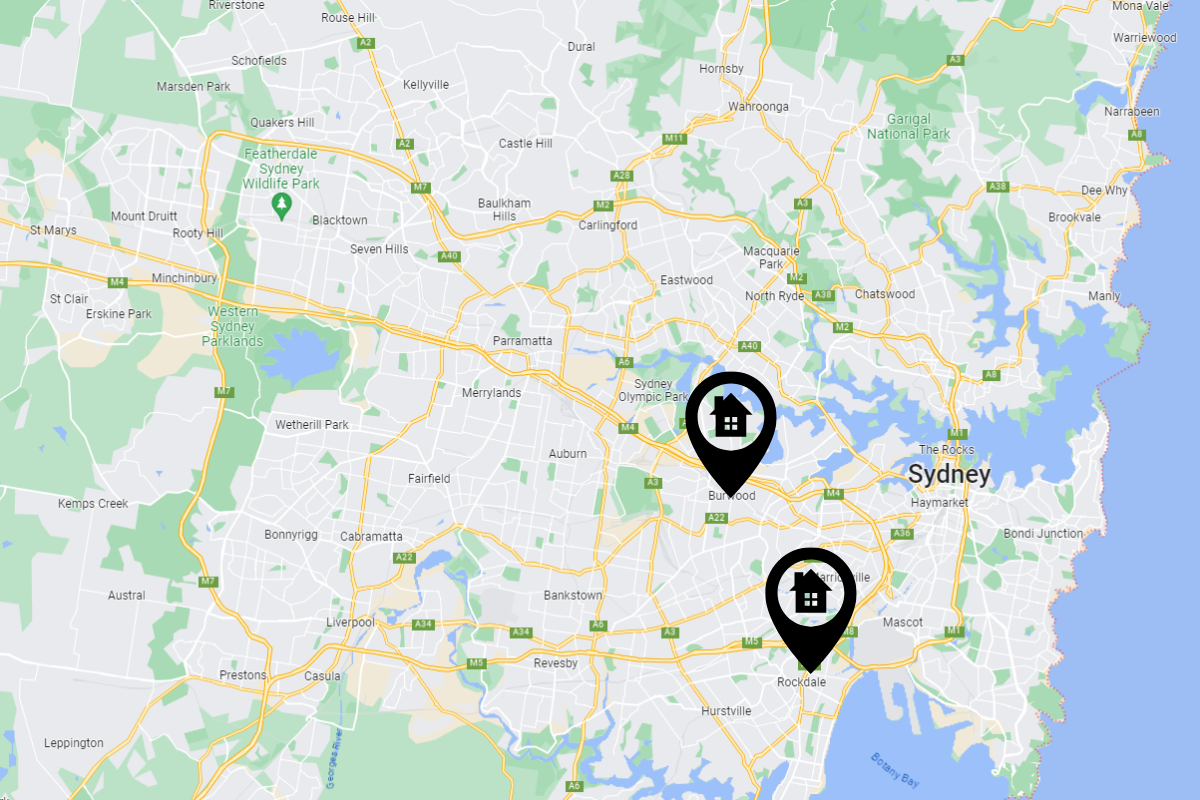 Riverstone
Rouse Hill
Mona Vale
A2
Dural
Warriewood
Schofields
A3
Hornsby
Marsden Park
Kellyville
Wahroonga
Narrabeen
Quakers Hill
Garigal
National Park
A8
M11
A2
Castle Hill
Featherdale
Sydney
Wildlife Park
A28
M7
A38
Dee Why
Baulkham
Hills
M2
A3
Mount Druitt
Blacktown
Brookvale
St Marys
Rooty Hill
Carlingford
Seven Hills
A40
Macquarie
Park
M4
Minchinbury
Eastwood
M2
St Clair
North Ryde
A38
Chatswood
Manly
Erskine Park
Western
Sydney
Parklands
M2
Parramatta
A40
A6
A8
Sydney
Olympic Park
M7
Merrylands
Wetherill Park
M4
M1
The Rocks
Auburn
Sydney
Fairfield
A3
M4
Burwood
Haymarket
Kemps Creek
A22
Bonnyrigg
Cabramatta
A36
Bondi Junction
A22
M7
Austral
Bankstown
Liverpool
A34
A34
A6
A3
M5
Mascot
M1
M5
Revesby
Prestons
Casula
Rockdale
Hurstville
Leppington
Georges River
Botany Bay
A6